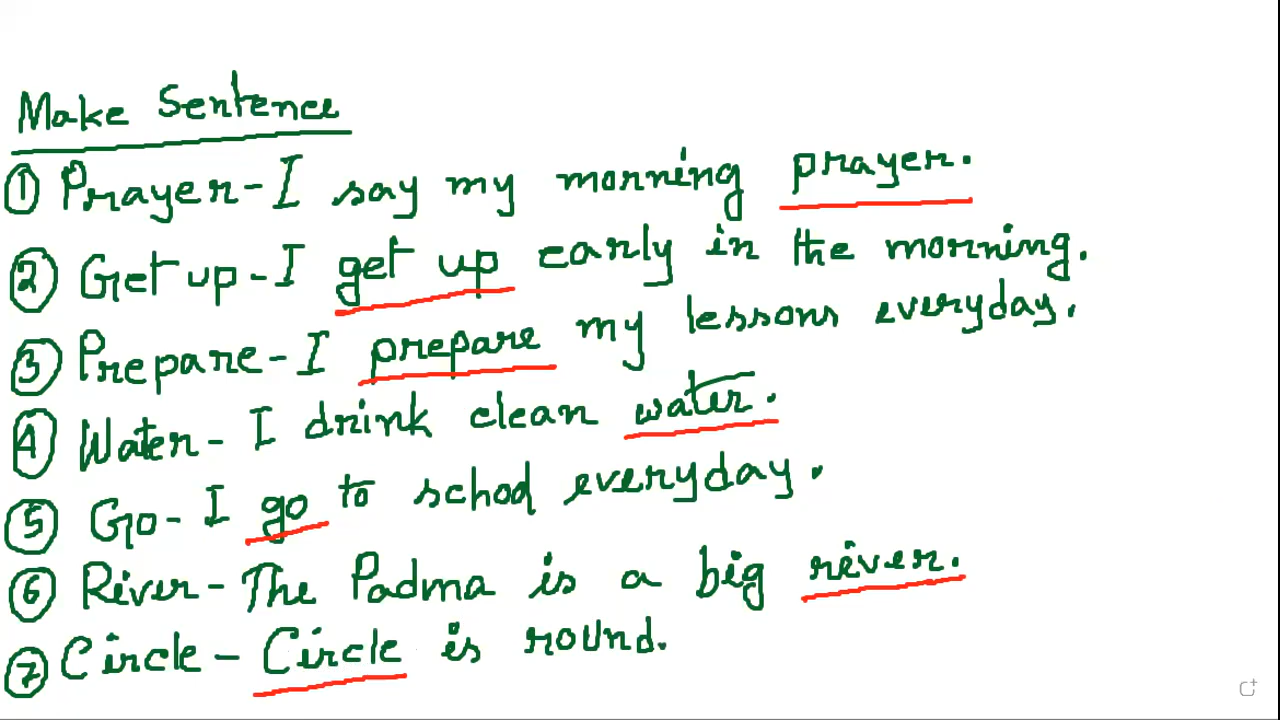 Make Sentence
① Prayer - I say my morning prayer.
② Get up - I get up early in the morning.
③ Prepare - I prepare my lessons everyday.
④ Water - I drink clean water.
⑤ Go - I go to school everyday.
⑥ River - The Padma is a big river.
⑦ Circle - Circle is round.